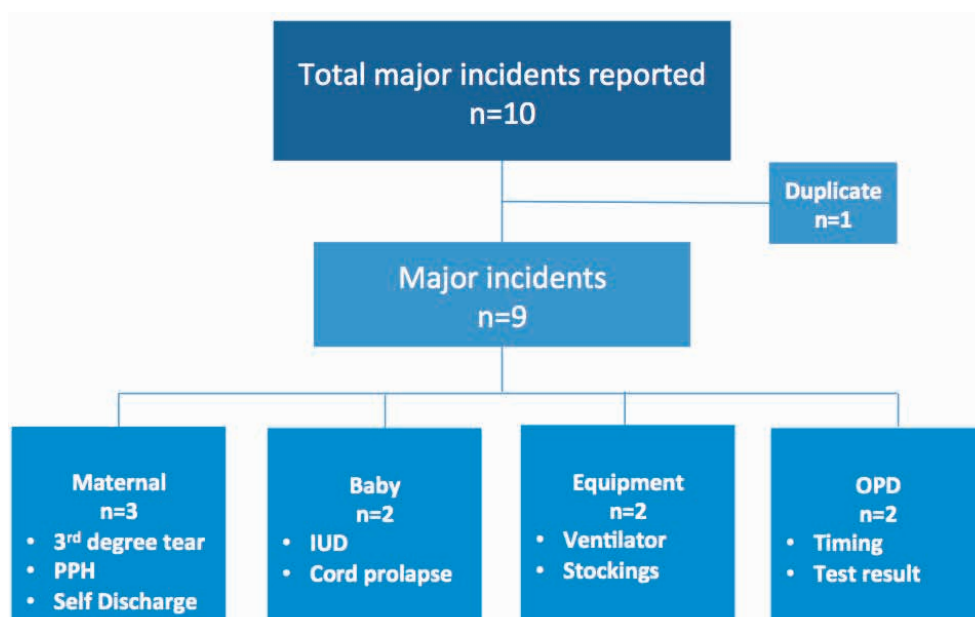 Total major incidents reported
n=10
Duplicate
n=1
Major incidents
n=9
Maternal
n=3
• 3rd degree tear
• PPH
• Self Discharge
Baby
n=2
• IUD
• Cord prolapse
Equipment
n=2
• Ventilator
• Stockings
OPD
n=2
• Timing
• Test result